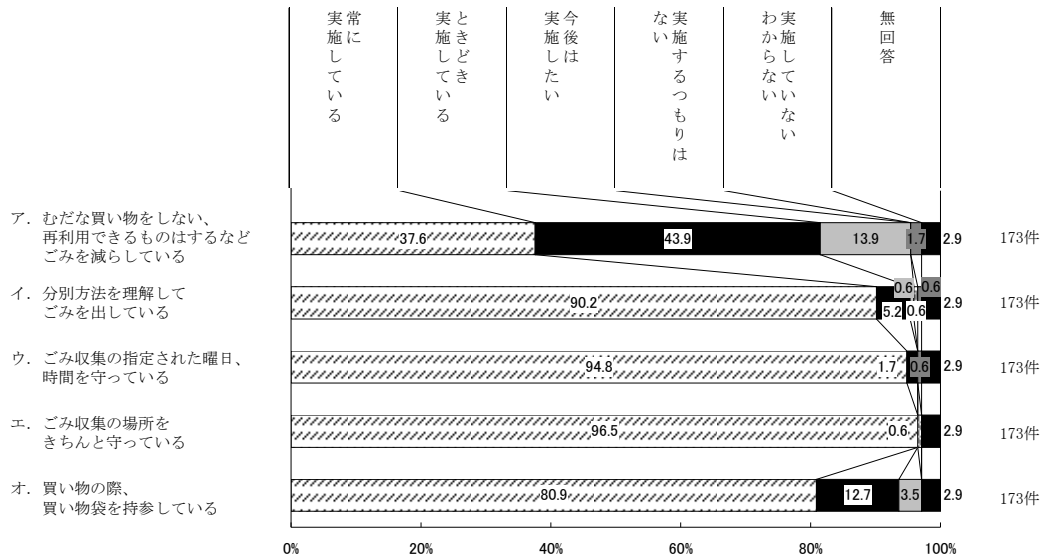 常に
実施している
ときどき
実施している
今後は
実施したい
実施するつもりは
ない
実施していない
わからない
無回答
ア．むだな買い物をしない、
再利用できるものはするなど
ごみを減らしている
37.6
43.9
13.9
1.7
2.9
173件
イ．分別方法を理解して
ごみを出している
90.2
5.2
0.6
0.6
0.6
2.9
173件
ウ．ごみ収集の指定された曜日、
時間を守っている
94.8
1.7
0.6
2.9
173件
エ．ごみ収集の場所を
きちんと守っている
96.5
0.6
2.9
173件
オ．買い物の際、
買い物袋を持参している
80.9
12.7
3.5
2.9
173件
0%
20%
40%
60%
80%
100%